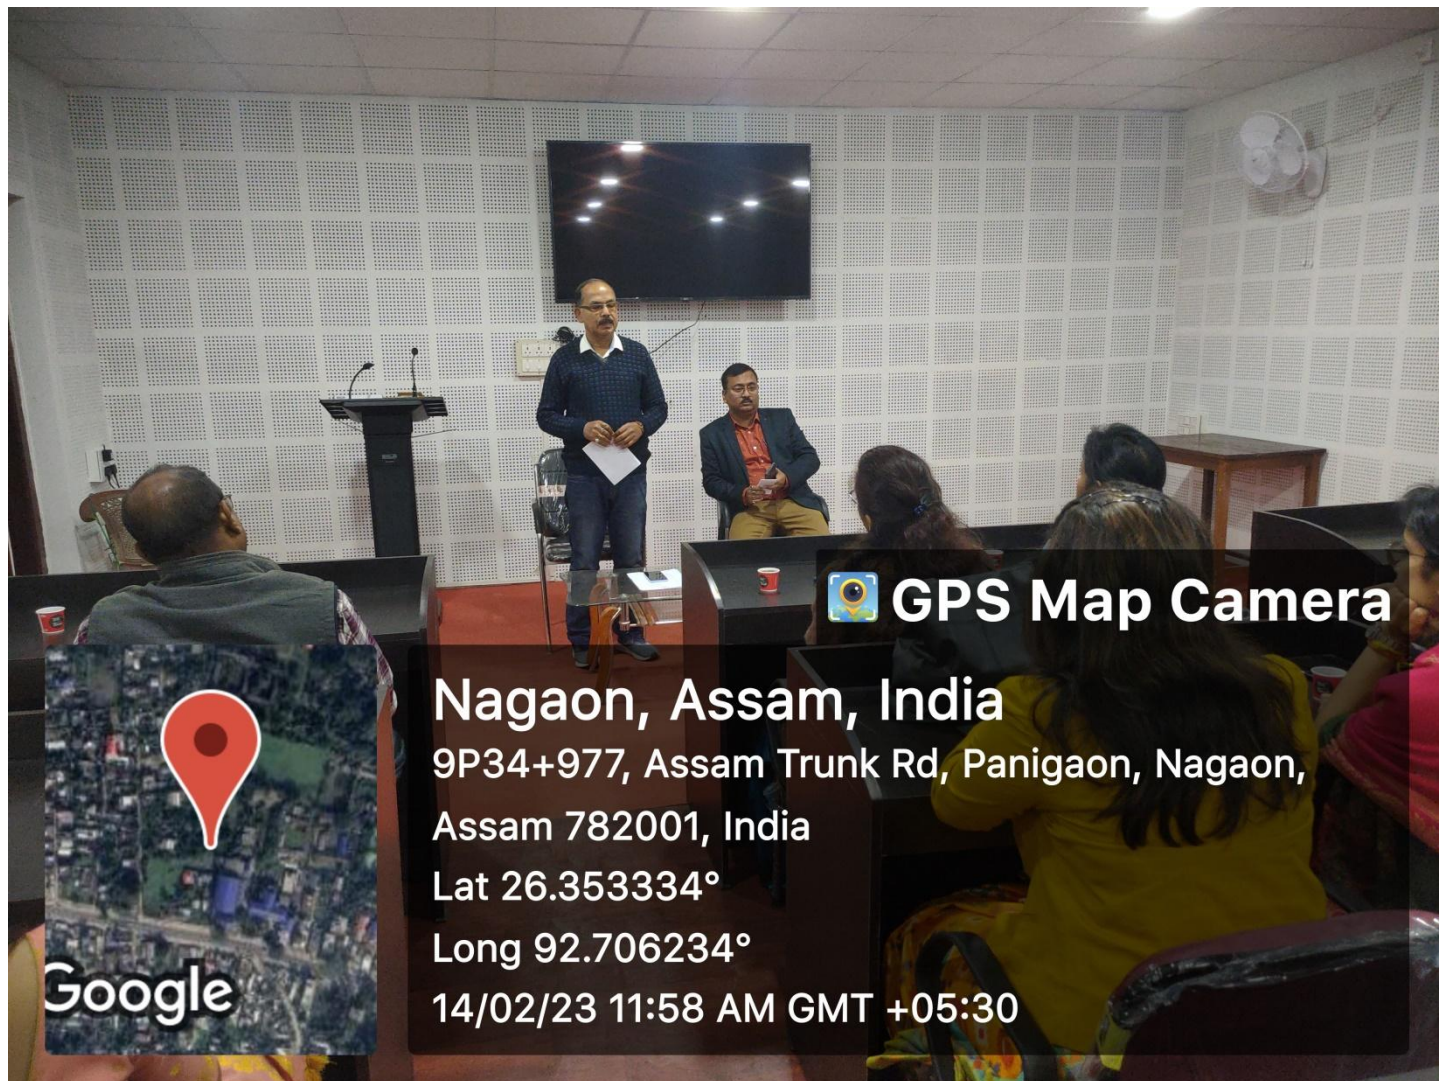 GPS Map Camera
Nagaon, Assam, India
9P34+977, Assam Trunk Rd, Panigaon, Nagaon,
Assam 782001, India
Lat 26.353334°
Long 92.706234°
14/02/23 11:58 AM GMT +05:30
Google